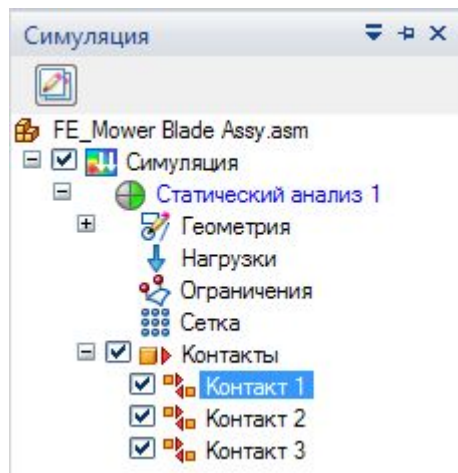 Симуляция
FE_Mower Blade Assy.asm
Симуляция
Статический анализ 1
Геометрия
Нагрузки
Ограничения
Сетка
Контакты
Контакт 1
Контакт 2
Контакт 3